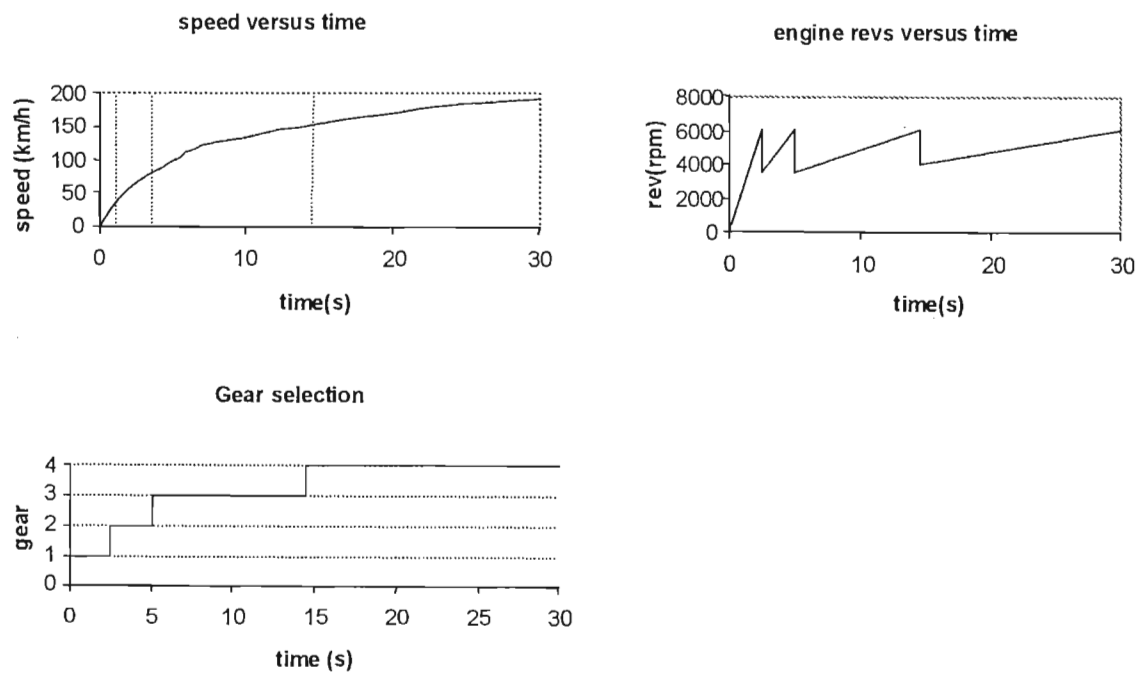 speed versus time
200
150
100
50
0
speed (km/h)
0 10 20 30
time(s)
engine revs versus time
8000
6000
4000
2000
0
rev(rpm)
0 10 20 30
time(s)
Gear selection
4
3
2
1
0
gear
0 5 10 15 20 25 30
time (s)